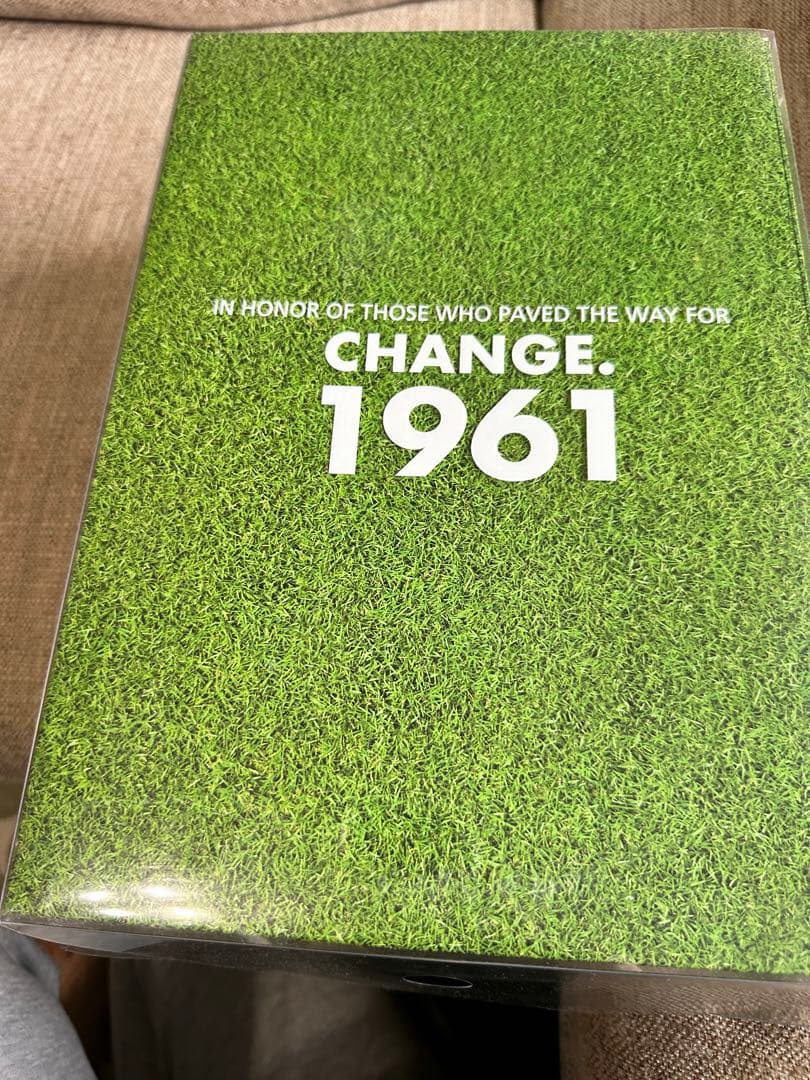 IN HONOR OF THOSE WHO PAVED THE WAY FOR
CHANGE.
1961